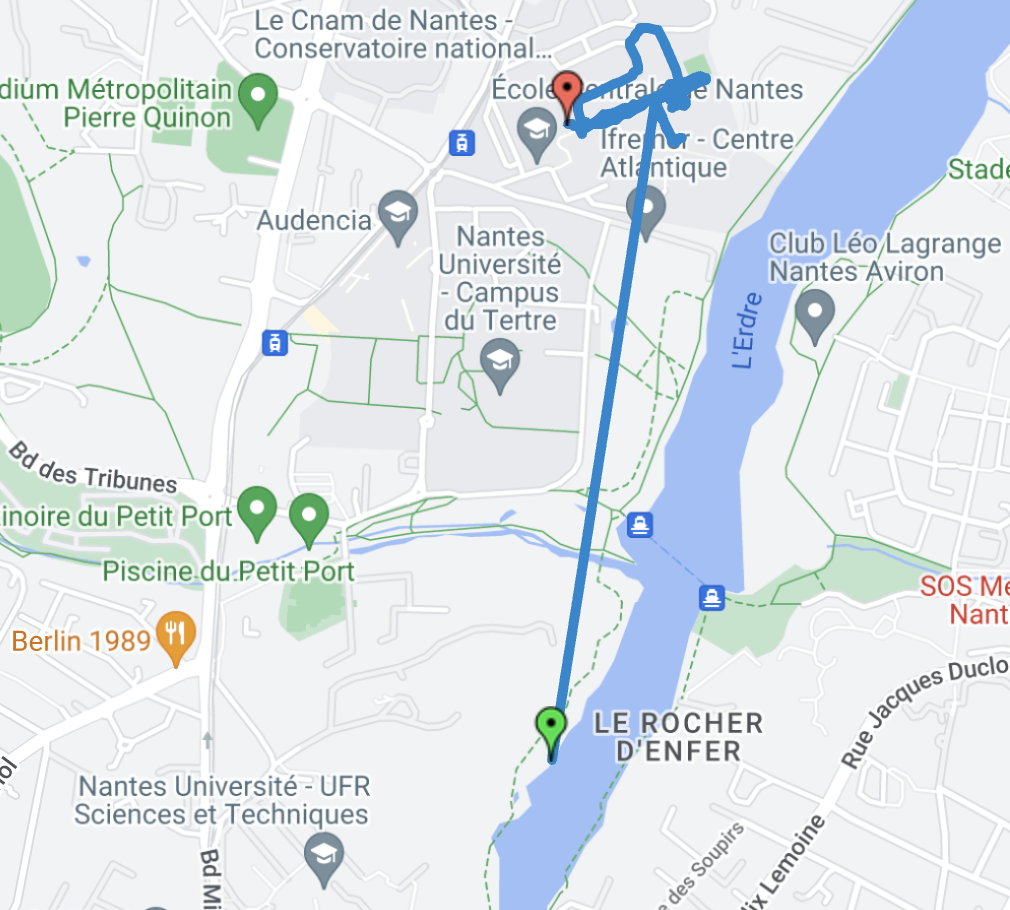 Le Cnam de Nantes -
Conservatoire national...
dium Métropolitain
Pierre Quinon
École Centrale de Nantes
Ifremer - Centre
Atlantique
Stade
Audencia
Nantes
Université
- Campus
du Tertre
Club Léo Lagrange
Nantes Aviron
L'Erdre
Bd des Tribunes
inoire du Petit Port
Piscine du Petit Port
SOS Mé
Nant
Berlin 1989
Rue Jacques Duclo
LE ROCHER
D'ENFER
ol
Nantes Université - UFR
Sciences et Techniques
Bd Mi
e des Soupirs
ix Lemoine